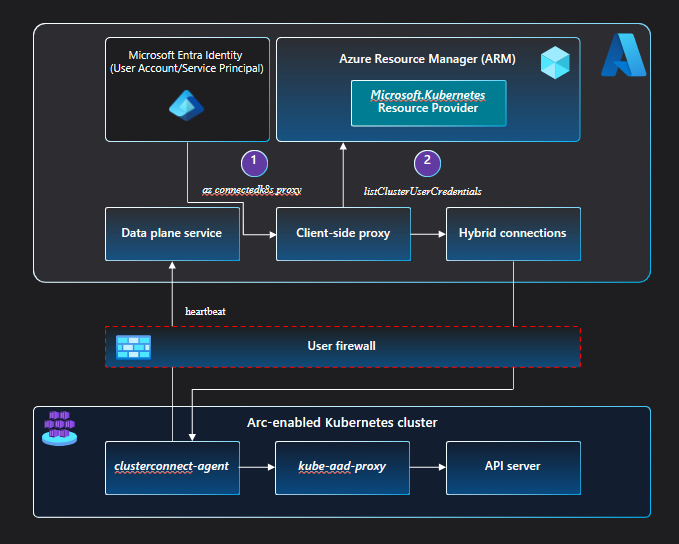 Microsoft Entra Identity
(User Account/Service Principal)
Azure Resource Manager (ARM)
Microsoft.Kubernetes
Resource Provider
1
2
az connectedk8s proxy
listClusterUserCredentials
Data plane service
Client-side proxy
Hybrid connections
heartbeat
User firewall
Arc-enabled Kubernetes cluster
clusterconnect-agent
kube-aad-proxy
API server